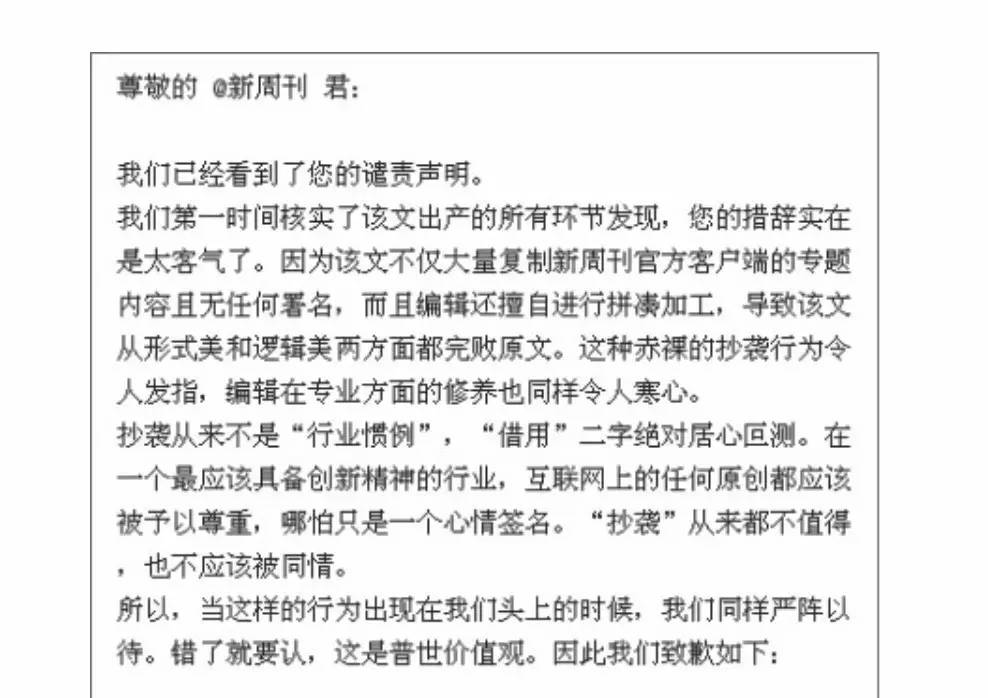 尊敬的 @新周刊 君：
我们已经看到了您的谴责声明。
我们第一时间核实了该文出产的所有环节发现，您的措辞实在
是太客气了。因为该文不仅大量复制新周刊官方客户端的专题
内容且无任何署名，而且编辑还擅自进行拼凑加工，导致该文
从形式美和逻辑美两方面都完败原文。这种赤裸的抄袭行为令
人发指，编辑在专业方面的修养也同样令人寒心。
抄袭从来不是“行业惯例”，“借用”二字绝对居心叵测。在
一个最应该具备创新精神的行业，互联网上的任何原创都应该
被予以尊重，哪怕只是一个心情签名。“抄袭”从来都不值得
，也不应该被同情。
所以，当这样的行为出现在我们头上的时候，我们同样严阵以
待。错了就要认，这是普世价值观。因此我们致歉如下：